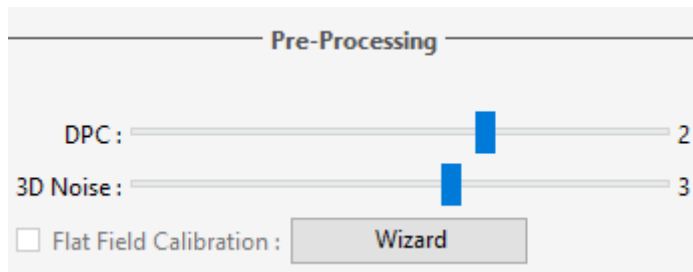 Pre-Processing
DPC : 2
3D Noise : 3
Flat Field Calibration : Wizard